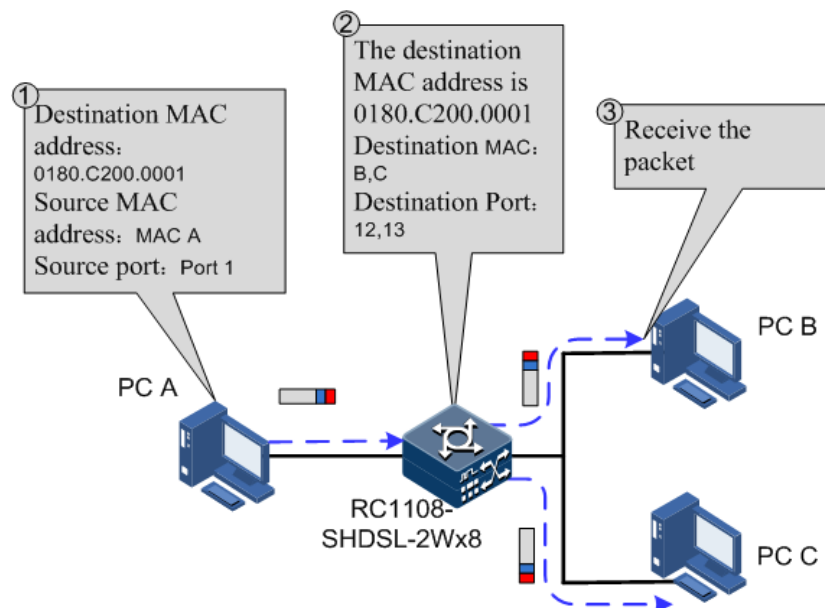 ①
Destination MAC
address：
0180.C200.0001
Source MAC
address：MAC A
Source port：Port 1
②
The destination
MAC address is
0180.C200.0001
Destination MAC：
B,C
Destination Port：
12,13
③
Receive the
packet
PC A
RC1108-
SHDSL-2Wx8
PC B
PC C